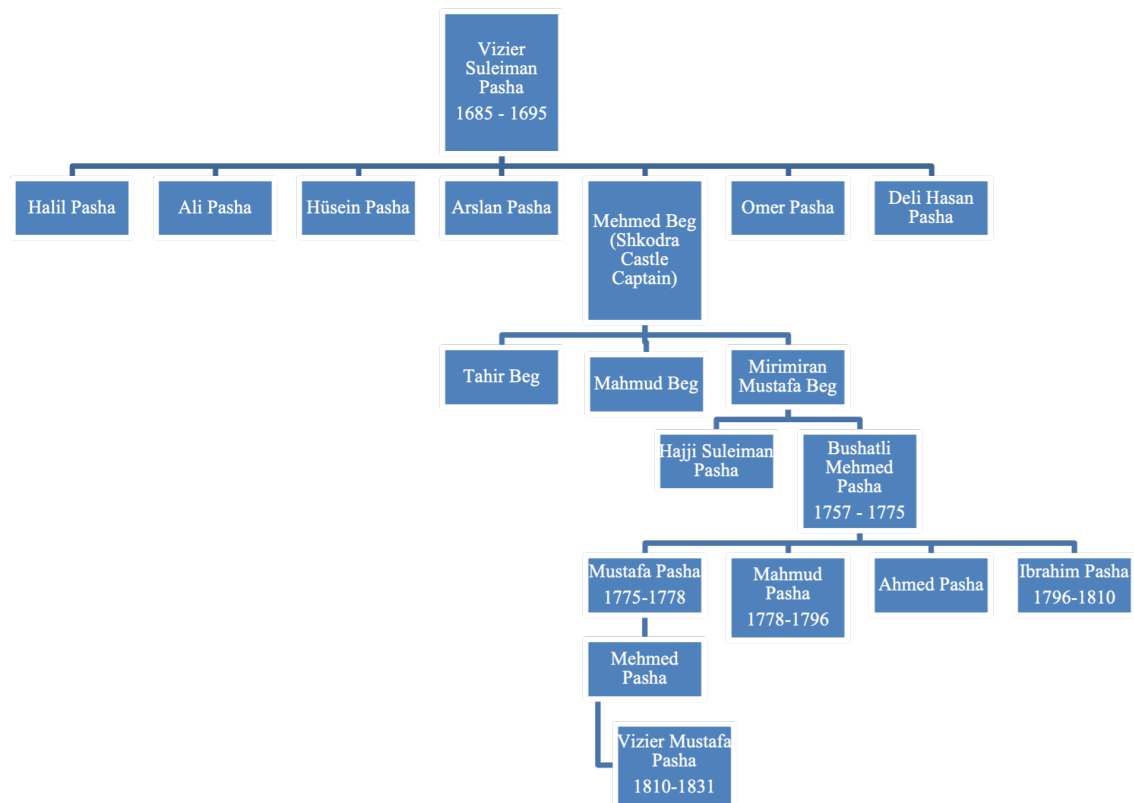 Vizier
Suleiman
Pasha
1685 - 1695
Halil Pasha
Ali Pasha
Hüsein Pasha
Arslan Pasha
Mehmed Beg
(Shkodra
Castle
Captain)
Omer Pasha
Deli Hasan
Pasha
Tahir Beg
Mahmud Beg
Mirimiran
Mustafa Beg
Hajji Suleiman
Pasha
Bushatli
Mehmed
Pasha
1757 - 1775
Mustafa Pasha
1775-1778
Mahmud
Pasha
1778-1796
Ahmed Pasha
Ibrahim Pasha
1796-1810
Mehmed
Pasha
Vizier Mustafa
Pasha
1810-1831